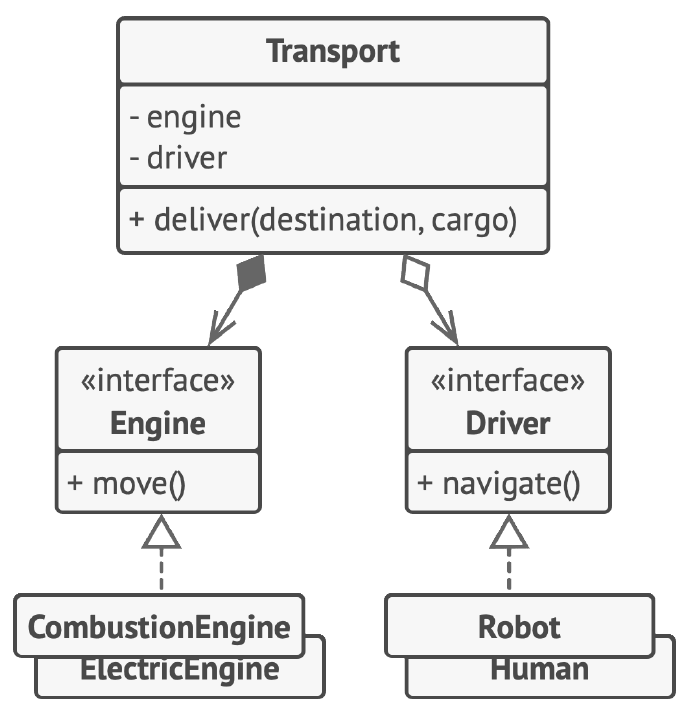 Transport
- engine
- driver
+ deliver(destination, cargo)
«interface»
Engine
+ move()
«interface»
Driver
+ navigate()
CombustionEngine
ElectricEngine
Robot
Human